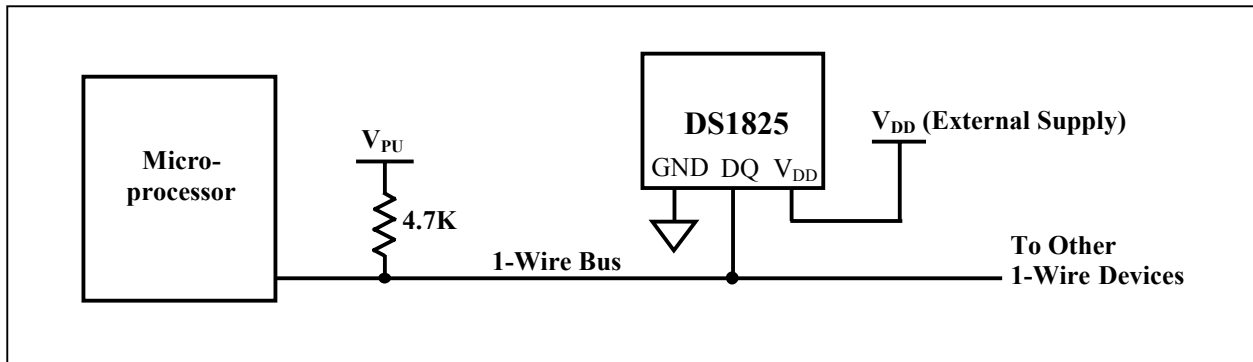 Micro-
processor
V_PU
4.7K
1-Wire Bus
DS1825
GND DQ V_DD
V_DD (External Supply)
To Other
1-Wire Devices